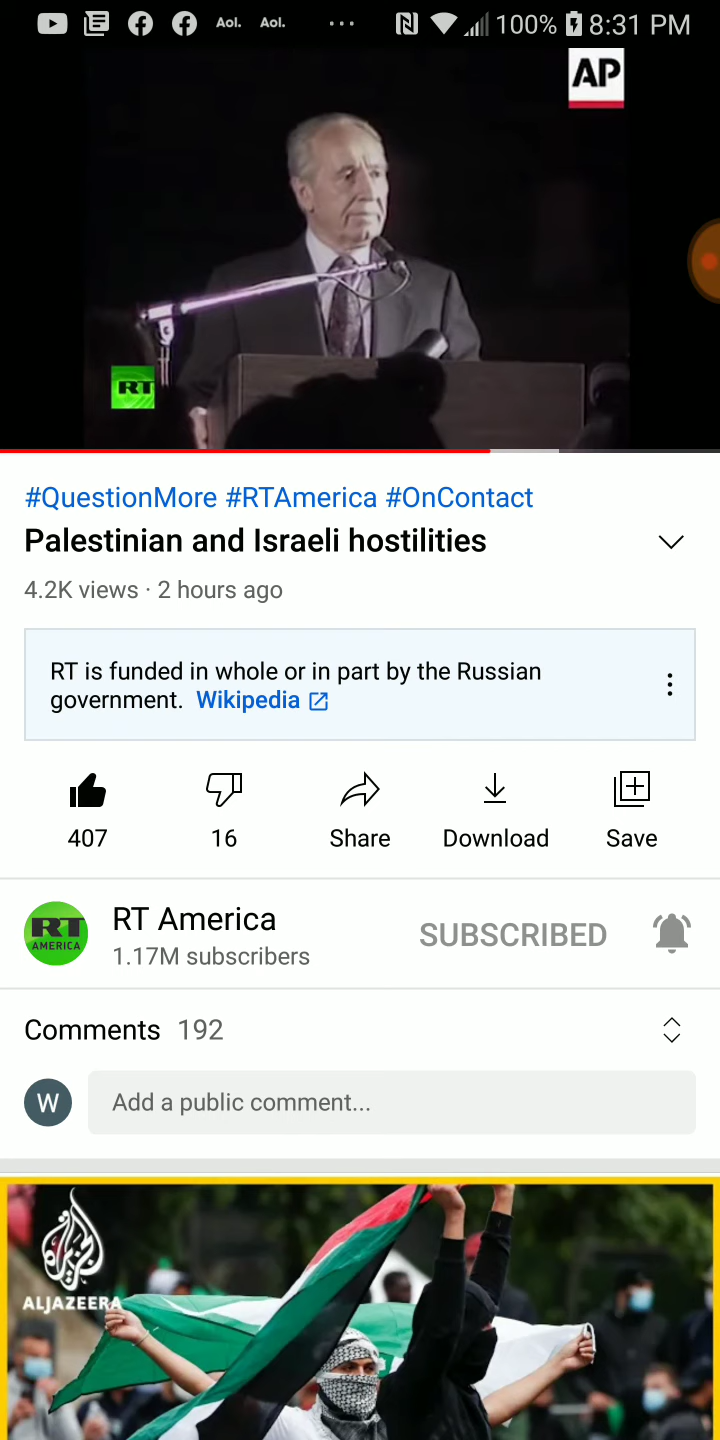 Aol. Aol. ... 100% 8:31 PM
AP
RT
#QuestionMore #RTAmerica #OnContact
Palestinian and Israeli hostilities
4.2K views · 2 hours ago
RT is funded in whole or in part by the Russian
government. Wikipedia
407 16 Share Download Save
RT
AMERICA
RT America
1.17M subscribers
SUBSCRIBED
Comments 192
W
Add a public comment...
الجزيرة
ALJAZEERA